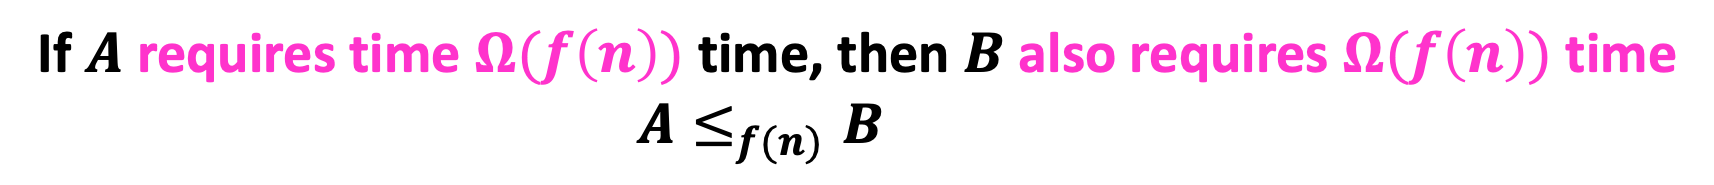 If A requires time Ω(f(n)) time, then B also requires Ω(f(n)) time
A ≤f(n) B